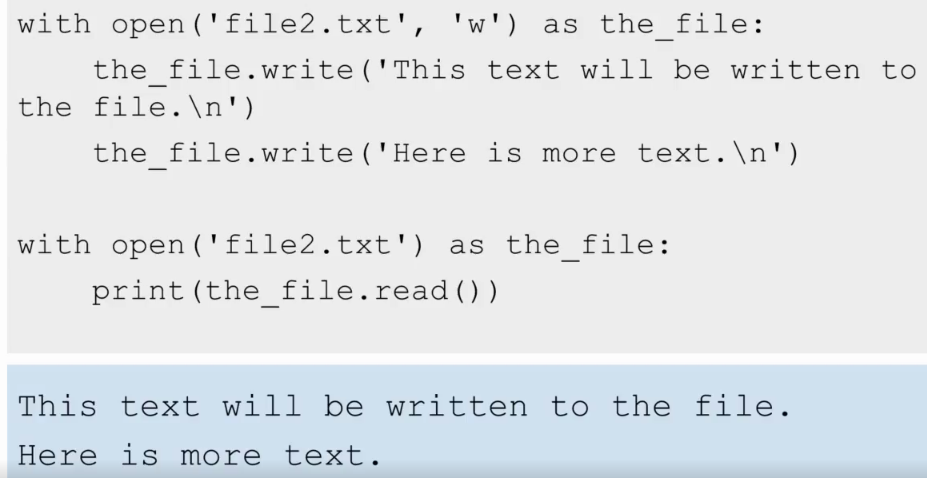 with open('file2.txt', 'w') as the_file:
    the_file.write('This text will be written to
the file.\n')
    the_file.write('Here is more text.\n')

with open('file2.txt') as the_file:
    print(the_file.read())

This text will be written to the file.
Here is more text.